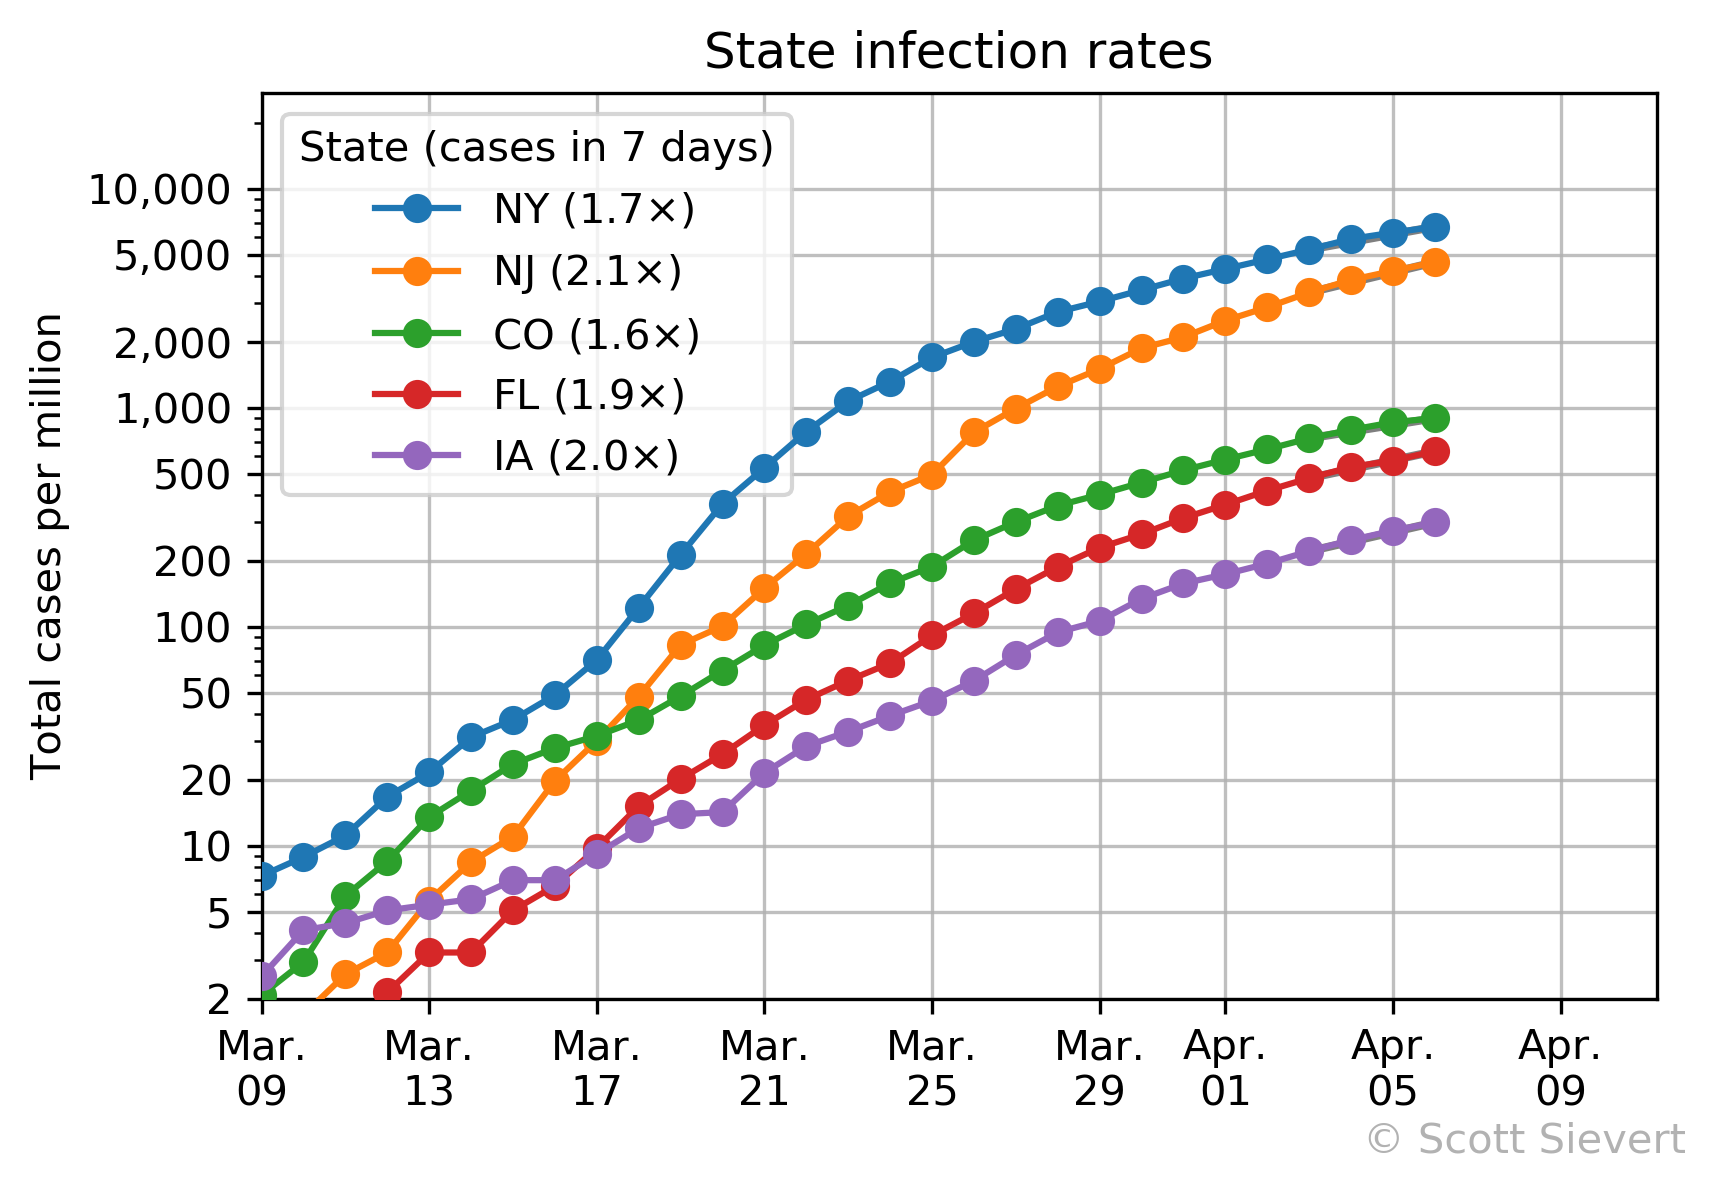 State infection rates
State (cases in 7 days)
NY (1.7×)
NJ (2.1×)
CO (1.6×)
FL (1.9×)
IA (2.0×)
Total cases per million
10,000
5,000
2,000
1,000
500
200
100
50
20
10
5
2
Mar. Mar. Mar. Mar. Mar. Mar. Apr. Apr. Apr.
09 13 17 21 25 29 01 05 09
© Scott Sievert